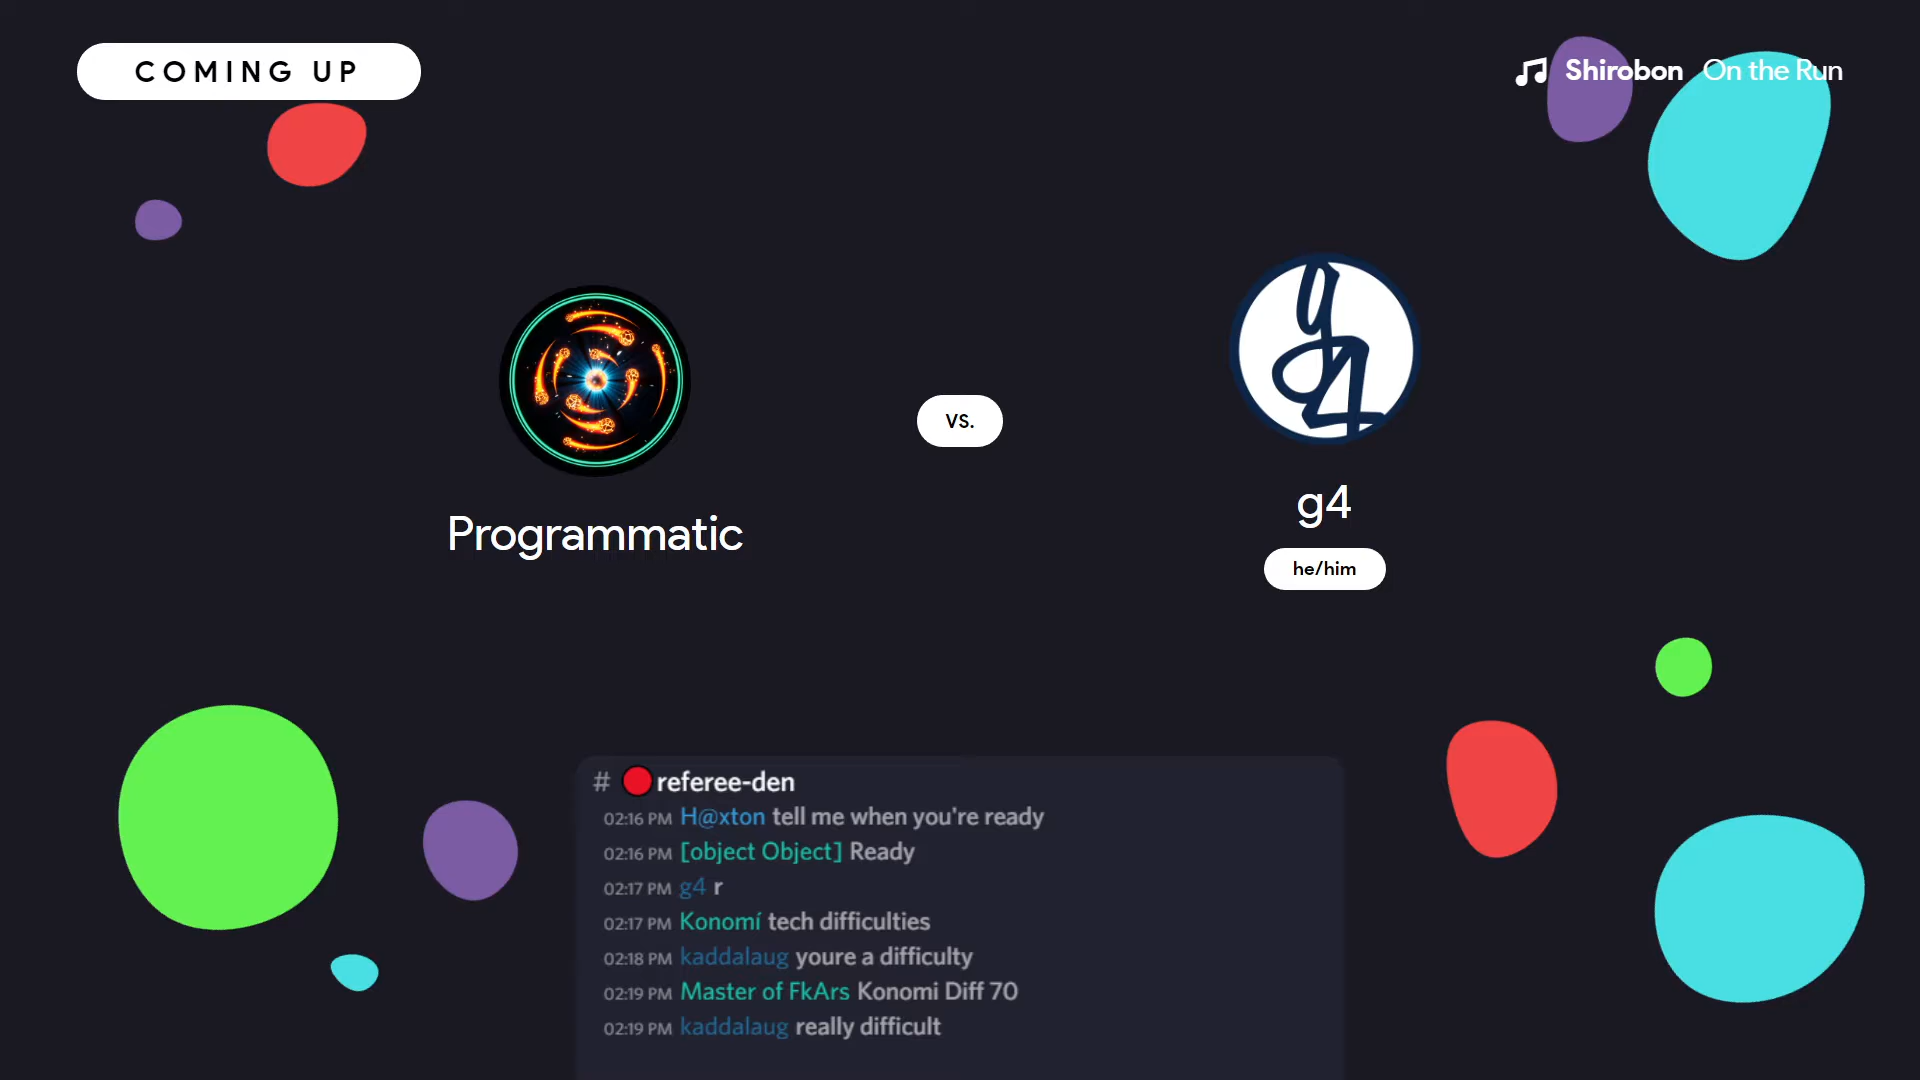 COMING UP
Shirobon On the Run
g4
VS.
Programmatic
g4
he/him
# referee-den
02:16 PM H@xton tell me when you're ready
02:16 PM [object Object] Ready
02:17 PM g4 r
02:17 PM Konomí tech difficulties
02:18 PM kaddalaug youre a difficulty
02:19 PM Master of FkArs Konomi Diff 70
02:19 PM kaddalaug really difficult